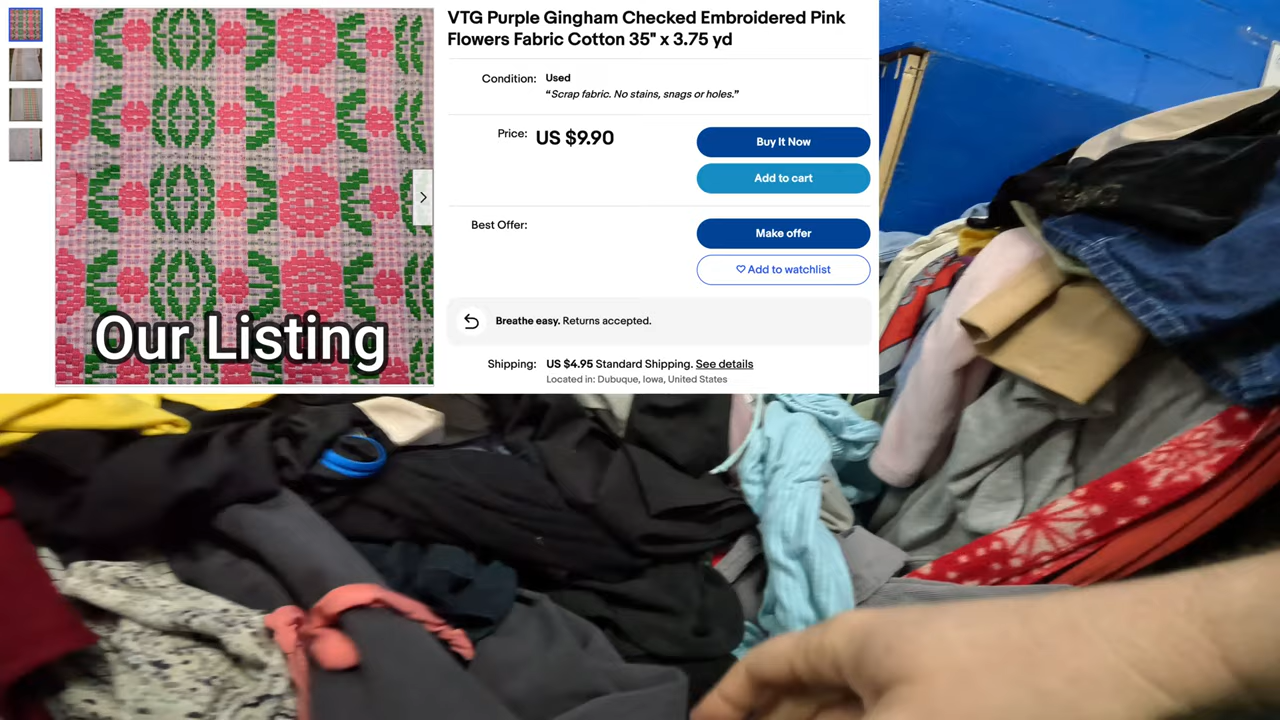 VTG Purple Gingham Checked Embroidered Pink
Flowers Fabric Cotton 35" x 3.75 yd
Condition: Used
"Scrap fabric. No stains, snags or holes."
Price: US $9.90
Buy It Now
Add to cart
Best Offer:
Make offer
Add to watchlist
Breathe easy. Returns accepted.
Shipping: US $4.95 Standard Shipping. See details
Located in: Dubuque, Iowa, United States
Our Listing